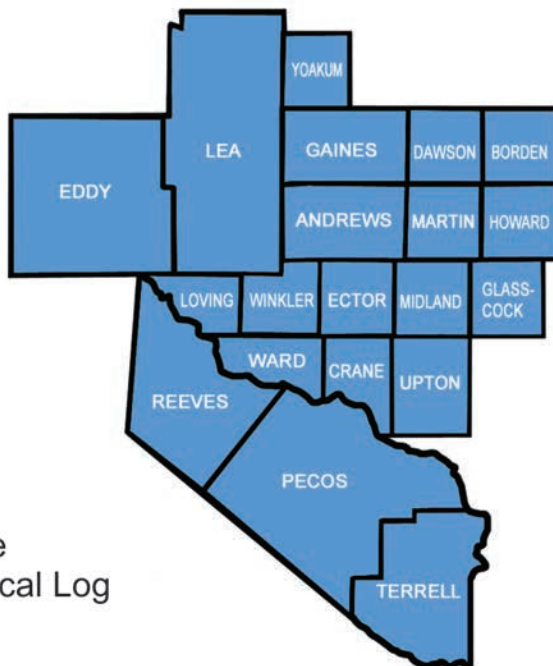 YOAKUM
LEA
GAINES
DAWSON
BORDEN
EDDY
ANDREWS
MARTIN
HOWARD
LOVING
WINKLER
ECTOR
MIDLAND
GLASS-
COCK
WARD
CRANE
UPTON
REEVES
PECOS
e
cal Log
TERRELL